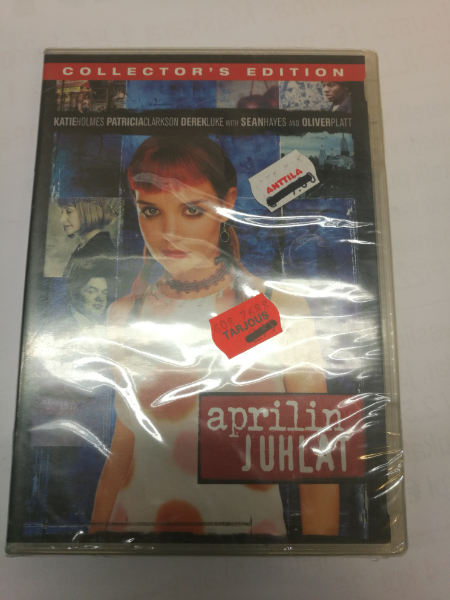 COLLECTOR'S EDITION
KATIEHOLMES PATRICIACLARKSON DEREKLUKE WITH SEANHAYES AND OLIVERPLATT
ANTTILA
TARJOUS
aprilin
JUHLAT